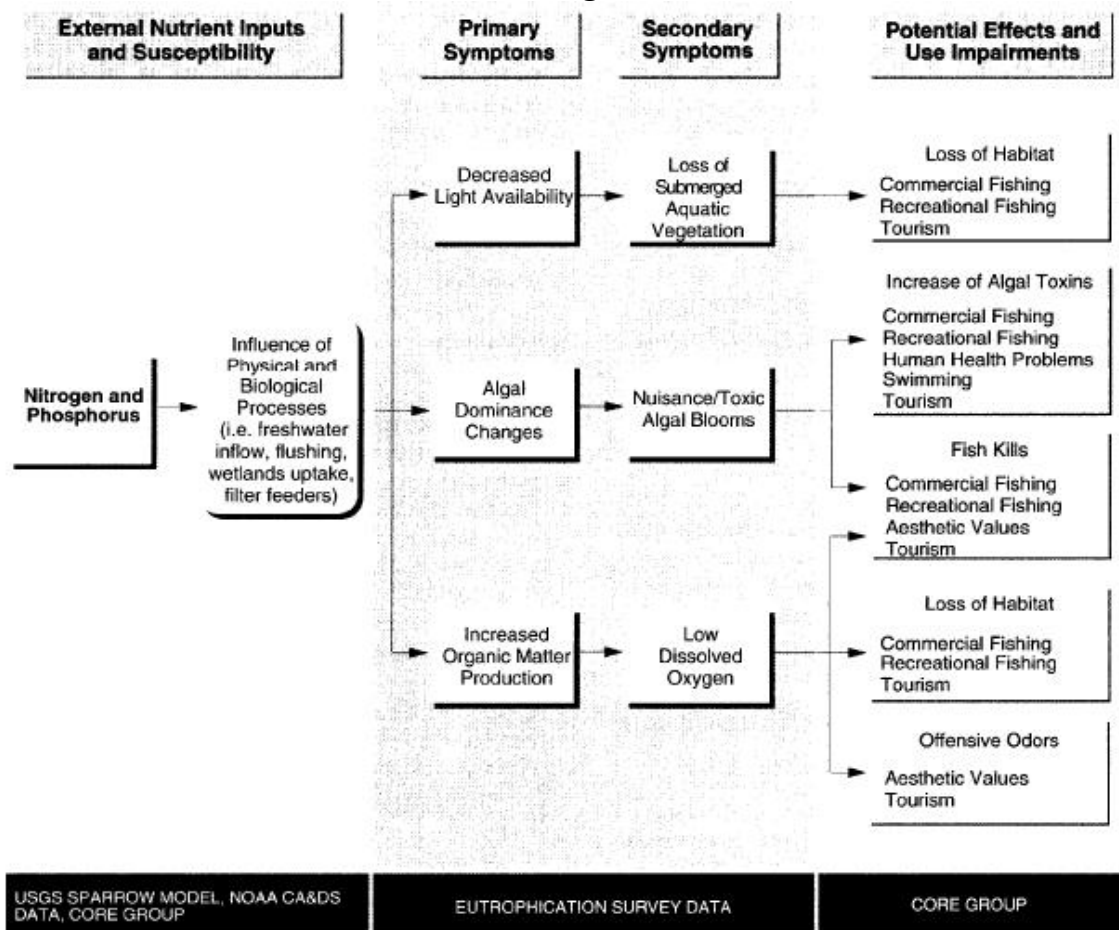 External Nutrient Inputs
and Susceptibility
Primary
Symptoms
Secondary
Symptoms
Potential Effects and
Use Impairments
Nitrogen and
Phosphorus
Influence of
Physical and
Biological
Processes
(i.e. freshwater
inflow, flushing,
wetlands uptake,
filter feeders)
Decreased
Light Availability
Loss of
Submerged
Aquatic
Vegetation
Loss of Habitat
Commercial Fishing
Recreational Fishing
Tourism
Algal
Dominance
Changes
Nuisance/Toxic
Algal Blooms
Increase of Algal Toxins
Commercial Fishing
Recreational Fishing
Human Health Problems
Swimming
Tourism
Fish Kills
Commercial Fishing
Recreational Fishing
Aesthetic Values
Tourism
Increased
Organic Matter
Production
Low
Dissolved
Oxygen
Loss of Habitat
Commercial Fishing
Recreational Fishing
Tourism
Offensive Odors
Aesthetic Values
Tourism
USGS SPARROW MODEL, NOAA CA&DS
DATA, CORE GROUP
EUTROPHICATION SURVEY DATA
CORE GROUP